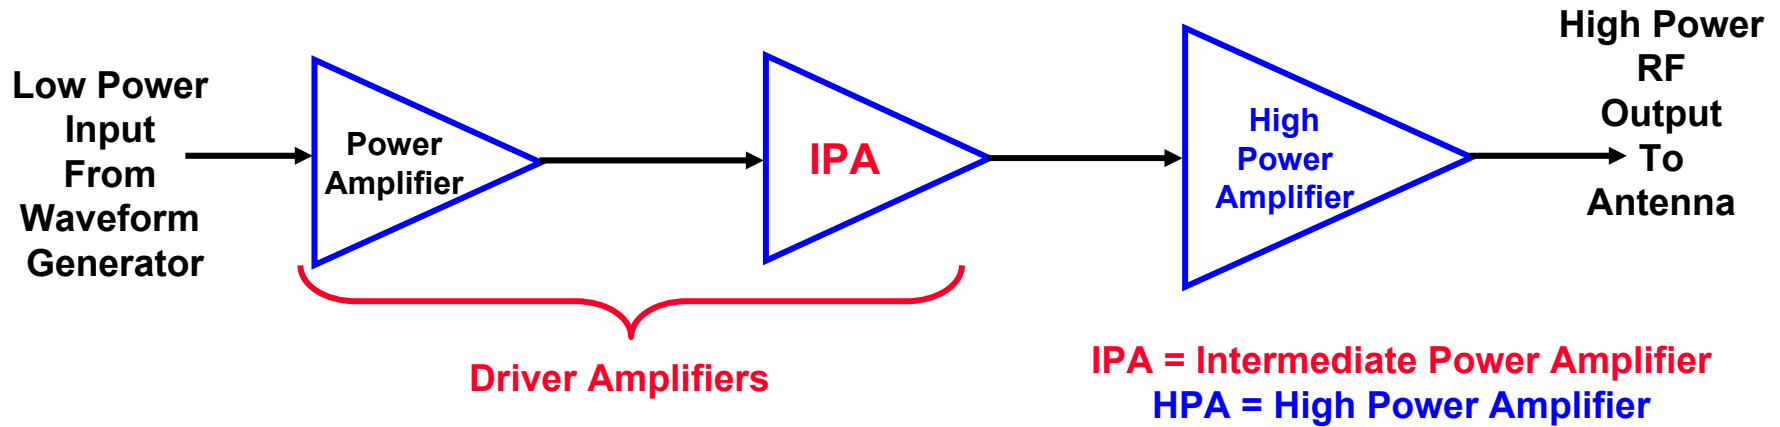 Low Power
Input
From
Waveform
Generator
Power
Amplifier
IPA
High
Power
Amplifier
High Power
RF
Output
To
Antenna
Driver Amplifiers
IPA = Intermediate Power Amplifier
HPA = High Power Amplifier